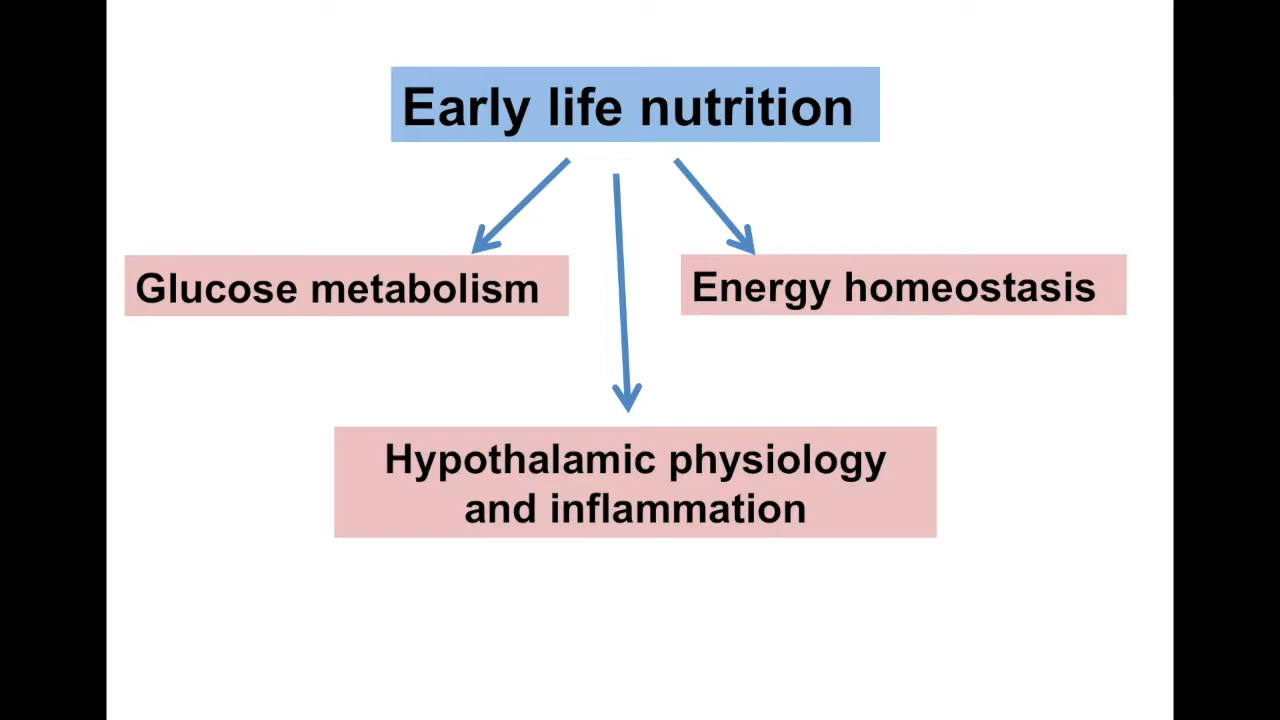 Early life nutrition
Glucose metabolism
Energy homeostasis
Hypothalamic physiology
and inflammation